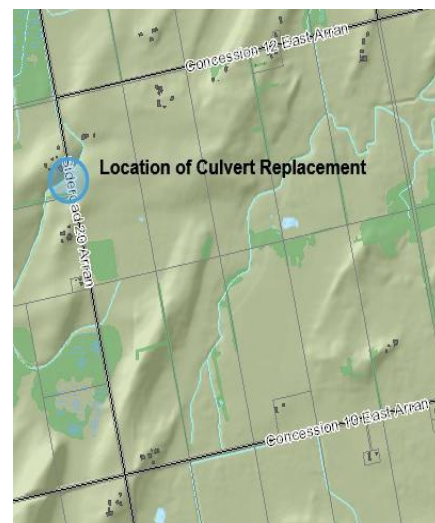 Concession 12 East Arran
Location of Culvert Replacement
Sideroad 20 Arran
Concession 10 East Arran